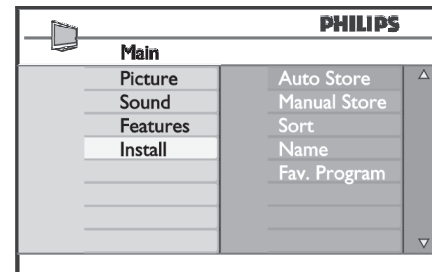 PHILIPS
Main
Picture
Sound
Features
Install
Auto Store
Manual Store
Sort
Name
Fav. Program